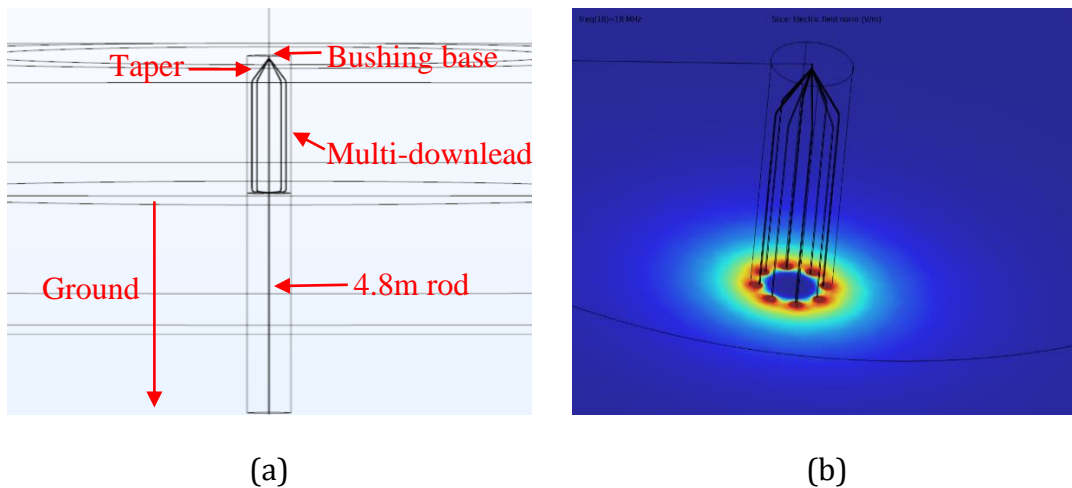 Bushing base
Taper
Multi-downlead
Ground
4.8m rod
(a)
freq(18)=18 MHz
Slice: Electric field norm (V/m)
(b)